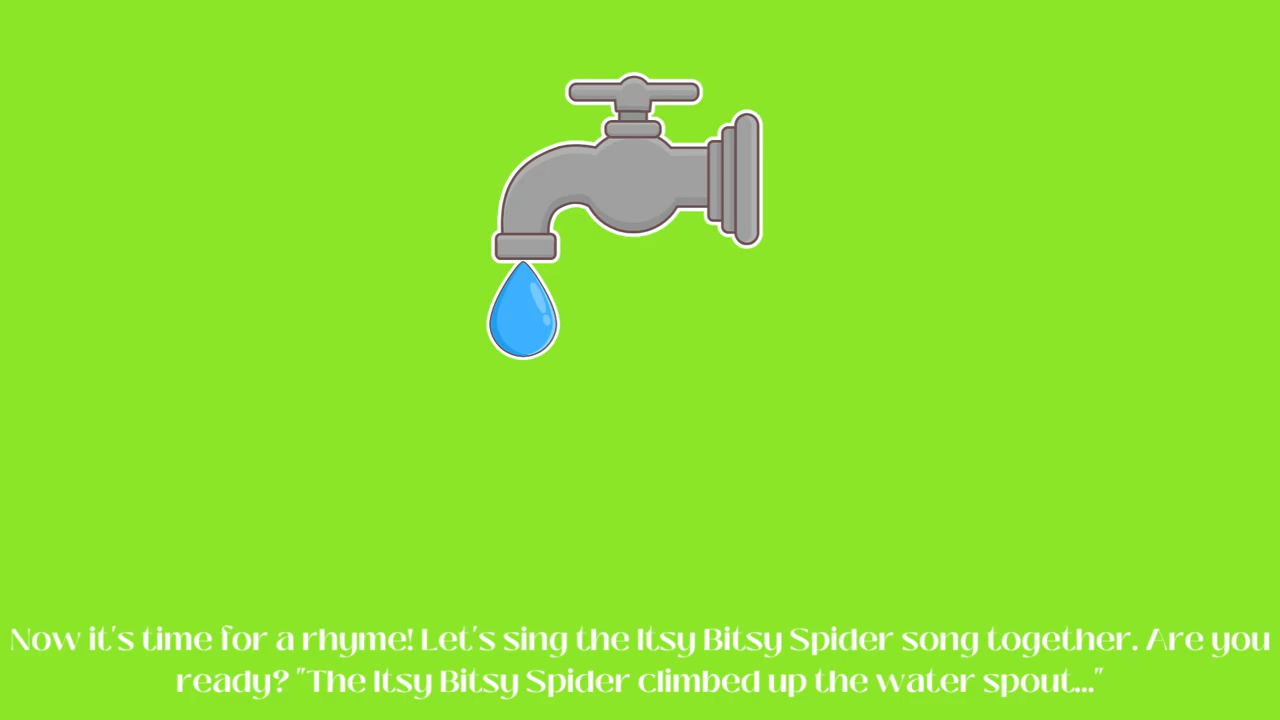 Now it's time for a rhyme! Let's sing the Itsy Bitsy Spider song together. Are you
ready? "The Itsy Bitsy Spider climbed up the water spout..."